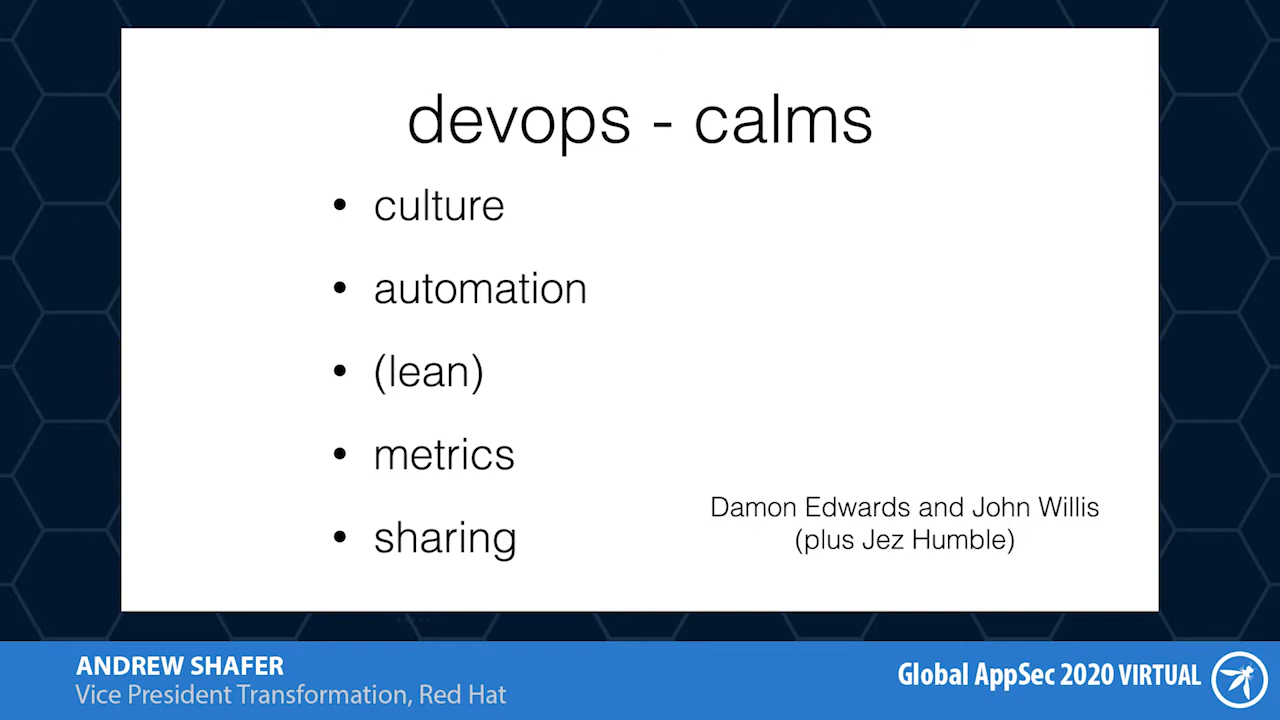 devops - calms
• culture
• automation
• (lean)
• metrics
• sharing
Damon Edwards and John Willis
(plus Jez Humble)
ANDREW SHAFER
Vice President Transformation, Red Hat
Global AppSec 2020 VIRTUAL